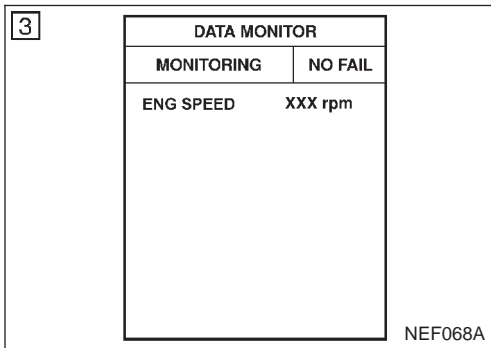 3
DATA MONITOR
MONITORING NO FAIL
ENG SPEED XXX rpm
NEF068A